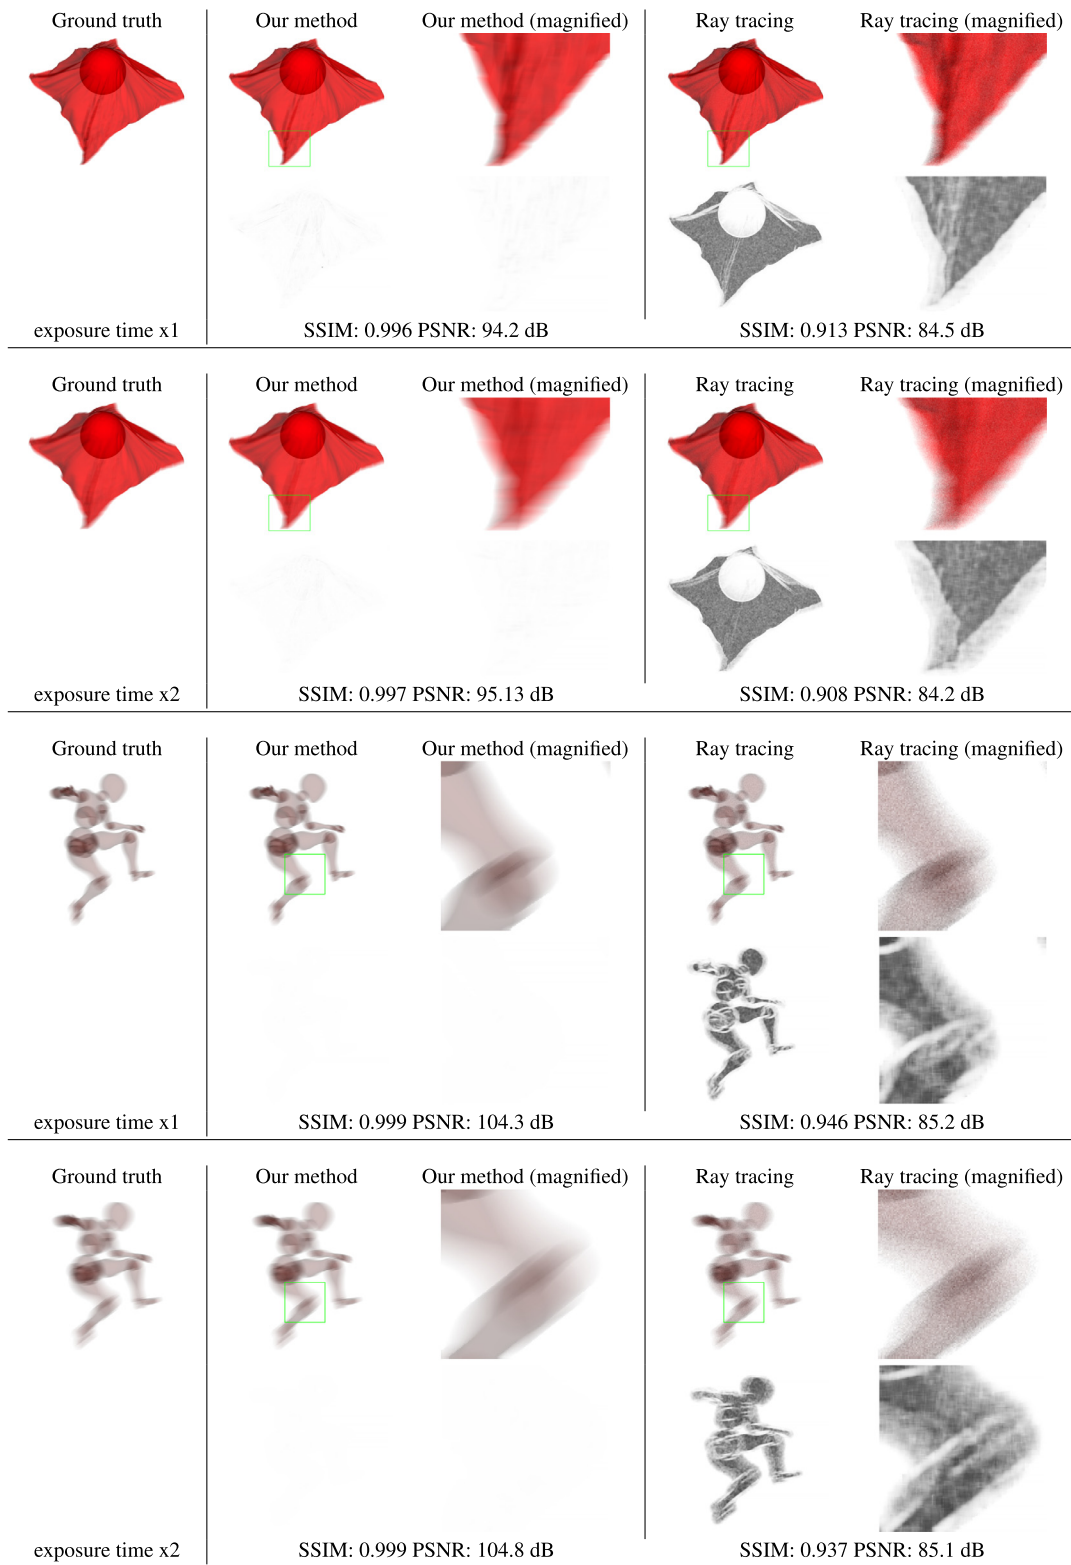 Ground truth Our method Our method (magnified) Ray tracing Ray tracing (magnified)
exposure time x1 SSIM: 0.996 PSNR: 94.2 dB SSIM: 0.913 PSNR: 84.5 dB
Ground truth Our method Our method (magnified) Ray tracing Ray tracing (magnified)
exposure time x2 SSIM: 0.997 PSNR: 95.13 dB SSIM: 0.908 PSNR: 84.2 dB
Ground truth Our method Our method (magnified) Ray tracing Ray tracing (magnified)
exposure time x1 SSIM: 0.999 PSNR: 104.3 dB SSIM: 0.946 PSNR: 85.2 dB
Ground truth Our method Our method (magnified) Ray tracing Ray tracing (magnified)
exposure time x2 SSIM: 0.999 PSNR: 104.8 dB SSIM: 0.937 PSNR: 85.1 dB